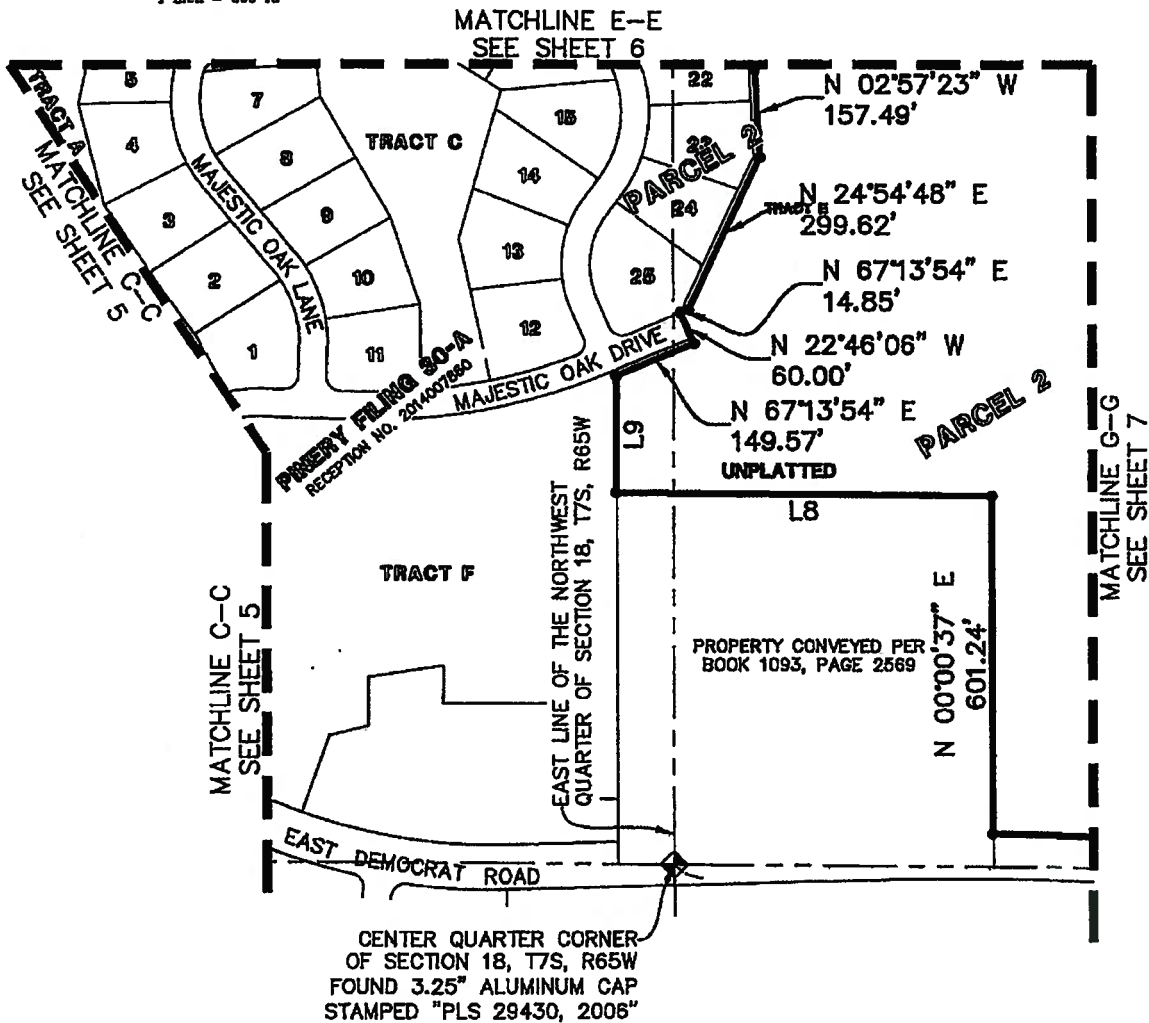 MATCHLINE E-E
SEE SHEET 6
TRACT A
MATCHLINE C-C
SEE SHEET 5
5
4
3
2
1
7
8
9
10
11
MAJESTIC OAK LANE
TRACT C
15
14
13
12
22
24
25
PARCEL 2
N 02°57'23" W
157.49'
N 24°54'48" E
299.62'
N 67°13'54" E
14.85'
N 22°46'06" W
60.00'
N 67°13'54" E
149.57'
MAJESTIC OAK DRIVE
PINERY FILING 30-A
RECEPTION NO. 2014007660
L9
UNPLATTED
PARCEL 2
L8
MATCHLINE G-G
SEE SHEET 7
EAST LINE OF THE NORTHWEST
QUARTER OF SECTION 18, T7S, R65W
TRACT F
MATCHLINE C-C
SEE SHEET 5
PROPERTY CONVEYED PER
BOOK 1093, PAGE 2569
N 00°00'37" E
601.24'
EAST DEMOCRAT ROAD
CENTER QUARTER CORNER
OF SECTION 18, T7S, R65W
FOUND 3.25" ALUMINUM CAP
STAMPED "PLS 29430, 2006"